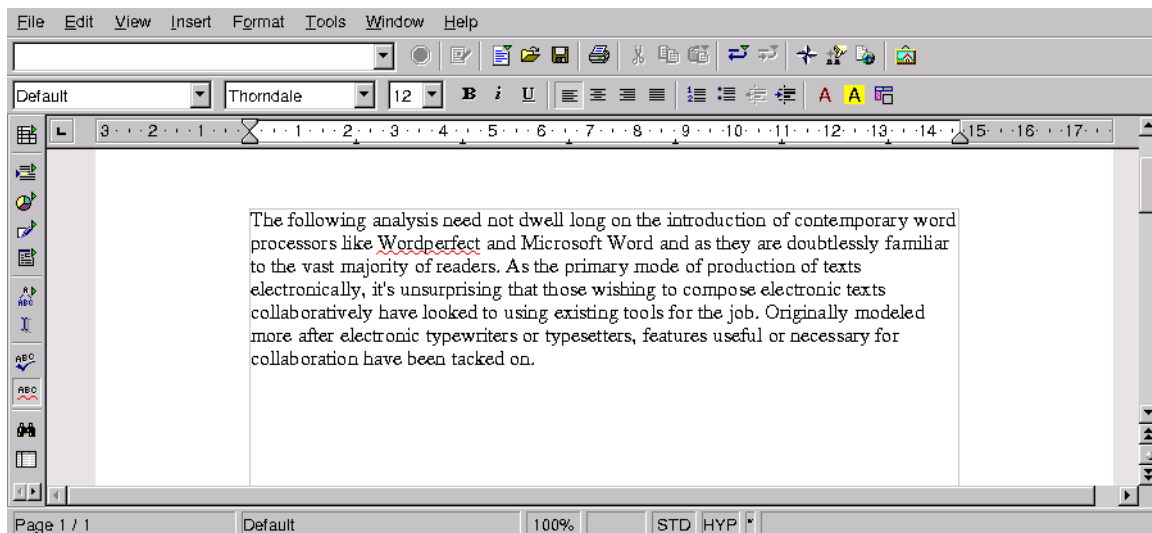 File Edit View Insert Format Tools Window Help
Default Thorndale 12 B i U A A
3 2 1 1 2 3 4 5 6 7 8 9 10 11 12 13 14 15 16 17
The following analysis need not dwell long on the introduction of contemporary word
processors like Wordperfect and Microsoft Word and as they are doubtlessly familiar
to the vast majority of readers. As the primary mode of production of texts
electronically, it's unsurprising that those wishing to compose electronic texts
collaboratively have looked to using existing tools for the job. Originally modeled
more after electronic typewriters or typesetters, features useful or necessary for
collaboration have been tacked on.
ABC
ABC
ABC
Page 1 / 1 Default 100% STD HYP *